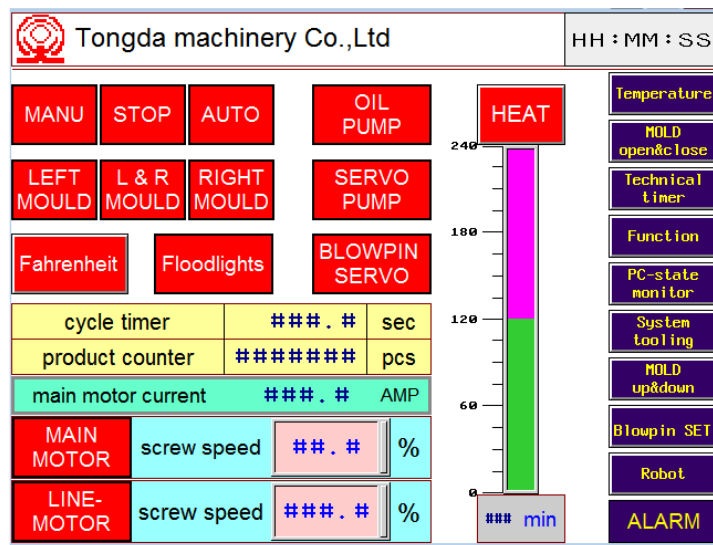 Tongda machinery Co.,Ltd
HH:MM:SS
MANU
STOP
AUTO
OIL
PUMP
HEAT
LEFT
MOULD
L & R
MOULD
RIGHT
MOULD
SERVO
PUMP
Fahrenheit
Floodlights
BLOWPIN
SERVO
cycle timer ###.# sec
product counter ####### pcs
main motor current ###.# AMP
MAIN
MOTOR
screw speed ##.# %
LINE-
MOTOR
screw speed ###.# %
240
180
120
60
0
### min
Temperature
MOLD
open&close
Technical
timer
Function
PC-state
monitor
System
tooling
MOLD
up&down
Blowpin SET
Robot
ALARM